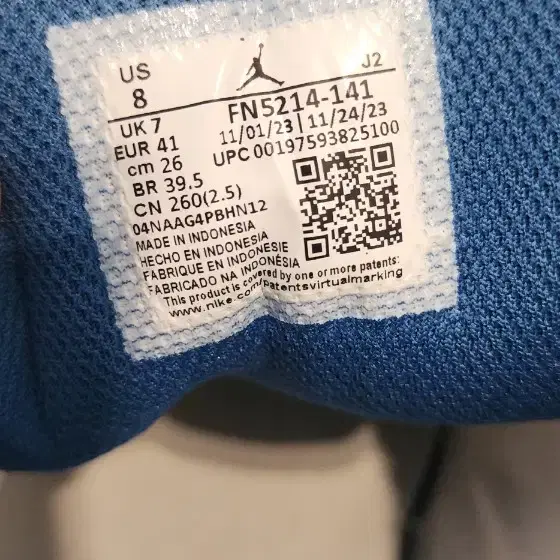 US
8
J2
FN5214-141
UK 7
11/01/23 | 11/24/23
EUR 41
UPC 00197593825100
cm 26
BR 39.5
CN 260(2.5)
04NAAG4PBHN12
MADE IN INDONESIA
HECHO EN INDONESIA
FABRIQUE EN INDONESIE
FABRICADO NA INDONÉSIA
This product is covered by one or more patents:
www.nike.com/patentsvirtualmarking